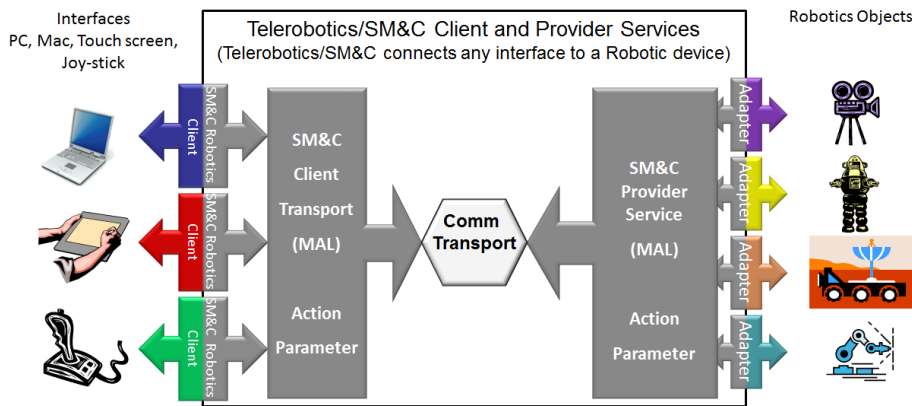 Interfaces
PC, Mac, Touch screen,
Joy-stick
Telerobotics/SM&C Client and Provider Services
(Telerobotics/SM&C connects any interface to a Robotic device)
Robotics Objects
Client
SM&C Robotics
Client
SM&C Robotics
Client
SM&C Robotics
SM&C
Client
Transport
(MAL)
Action
Parameter
Comm
Transport
SM&C
Provider
Service
(MAL)
Action
Parameter
Adapter
Adapter
Adapter
Adapter